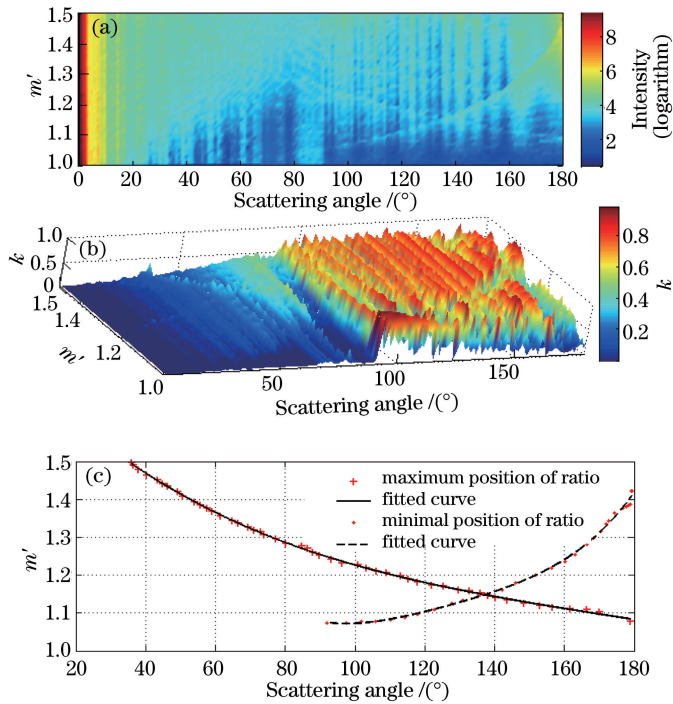 (a)
1.5
1.4
1.3
1.2
1.1
1.0
m′
0 20 40 60 80 100 120 140 160 180
Scattering angle /(°)
8
6
4
2
Intensity
(logarithm)
(b)
1.0
0.5
0
k
1.5
1.4
1.2
1.0
m′
50
100
150
Scattering angle /(°)
0.8
0.6
0.4
0.2
k
(c)
1.5
1.4
1.3
1.2
1.1
1.0
m′
maximum position of ratio
fitted curve
minimal position of ratio
fitted curve
20 40 60 80 100 120 140 160 180
Scattering angle /(°)